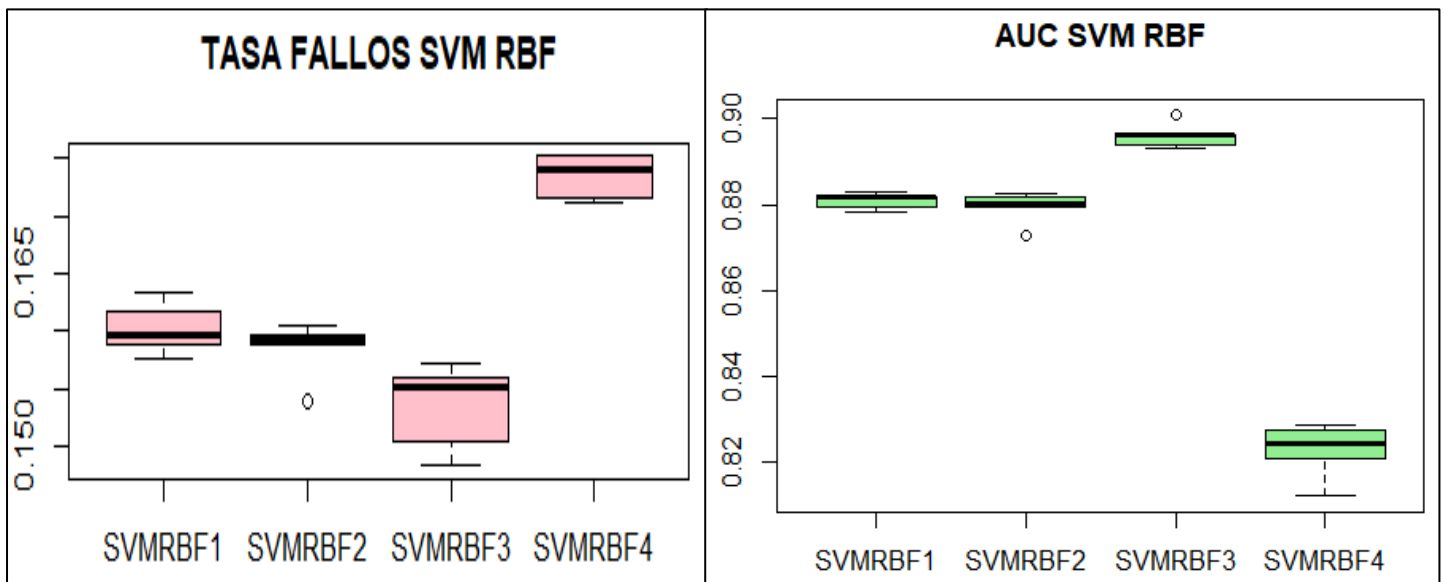 TASA FALLOS SVM RBF
0.165
0.150
SVMRBF1 SVMRBF2 SVMRBF3 SVMRBF4
AUC SVM RBF
0.90
0.88
0.86
0.84
0.82
SVMRBF1 SVMRBF2 SVMRBF3 SVMRBF4